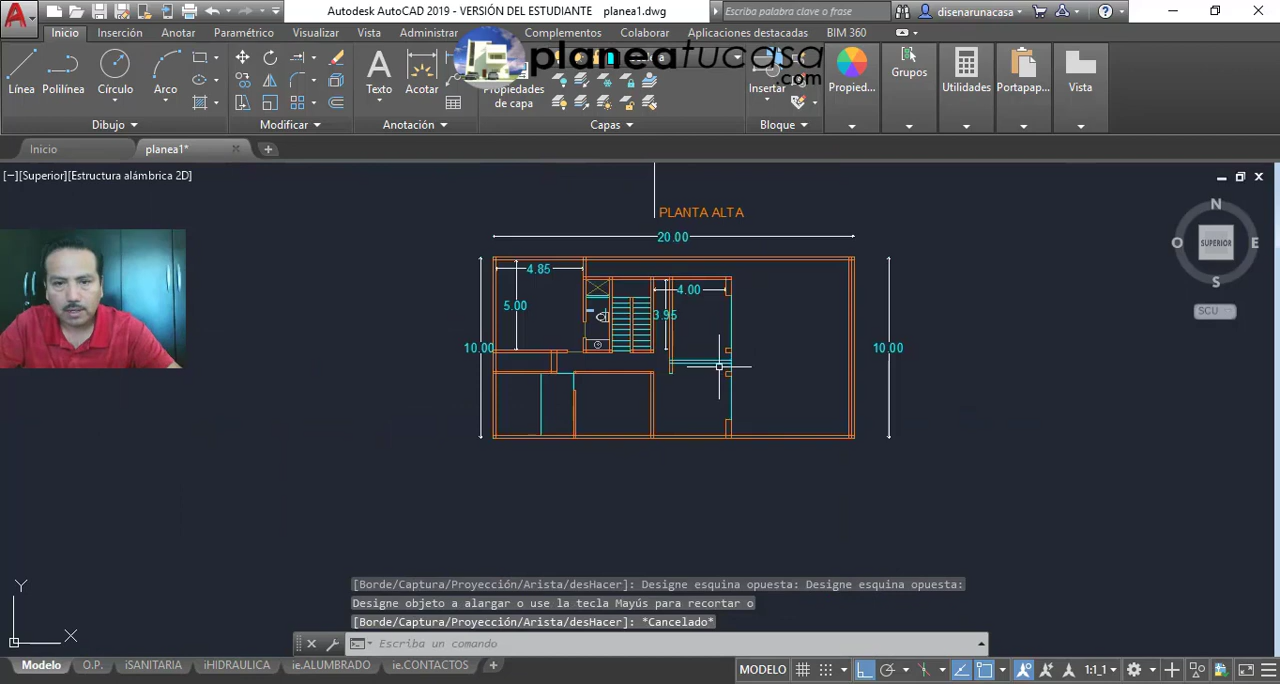 Autodesk AutoCAD 2019 - VERSIÓN DEL ESTUDIANTE planea1.dwg
Escriba palabra clave o frase
disenarunacasa
Inicio Inserción Anotar Paramétrico Visualizar Vista Administrar Complementos Colaborar Aplicaciones destacadas BIM 360
planeatucasa
.com
Línea Polilínea Círculo Arco
Texto Acotar
Propiedades
de capa
Insertar
Propied...
Grupos
Utilidades
Portapap...
Vista
Dibujo
Modificar
Anotación
Capas
Bloque
Inicio
planea1*
[−][Superior][Estructura alámbrica 2D]
N
O SUPERIOR E
S
SCU
PLANTA ALTA
20.00
4.85
4.00
5.00
3.95
10.00
10.00
[Borde/Captura/Proyección/Arista/desHacer]: Designe esquina opuesta: Designe esquina opuesta:
Designe objeto a alargar o use la tecla Mayús para recortar o
[Borde/Captura/Proyección/Arista/desHacer]: *Cancelado*
Y
X
Escriba un comando
Modelo O.P. iSANITARIA iHIDRAULICA ie.ALUMBRADO ie.CONTACTOS
MODELO
1:1_1